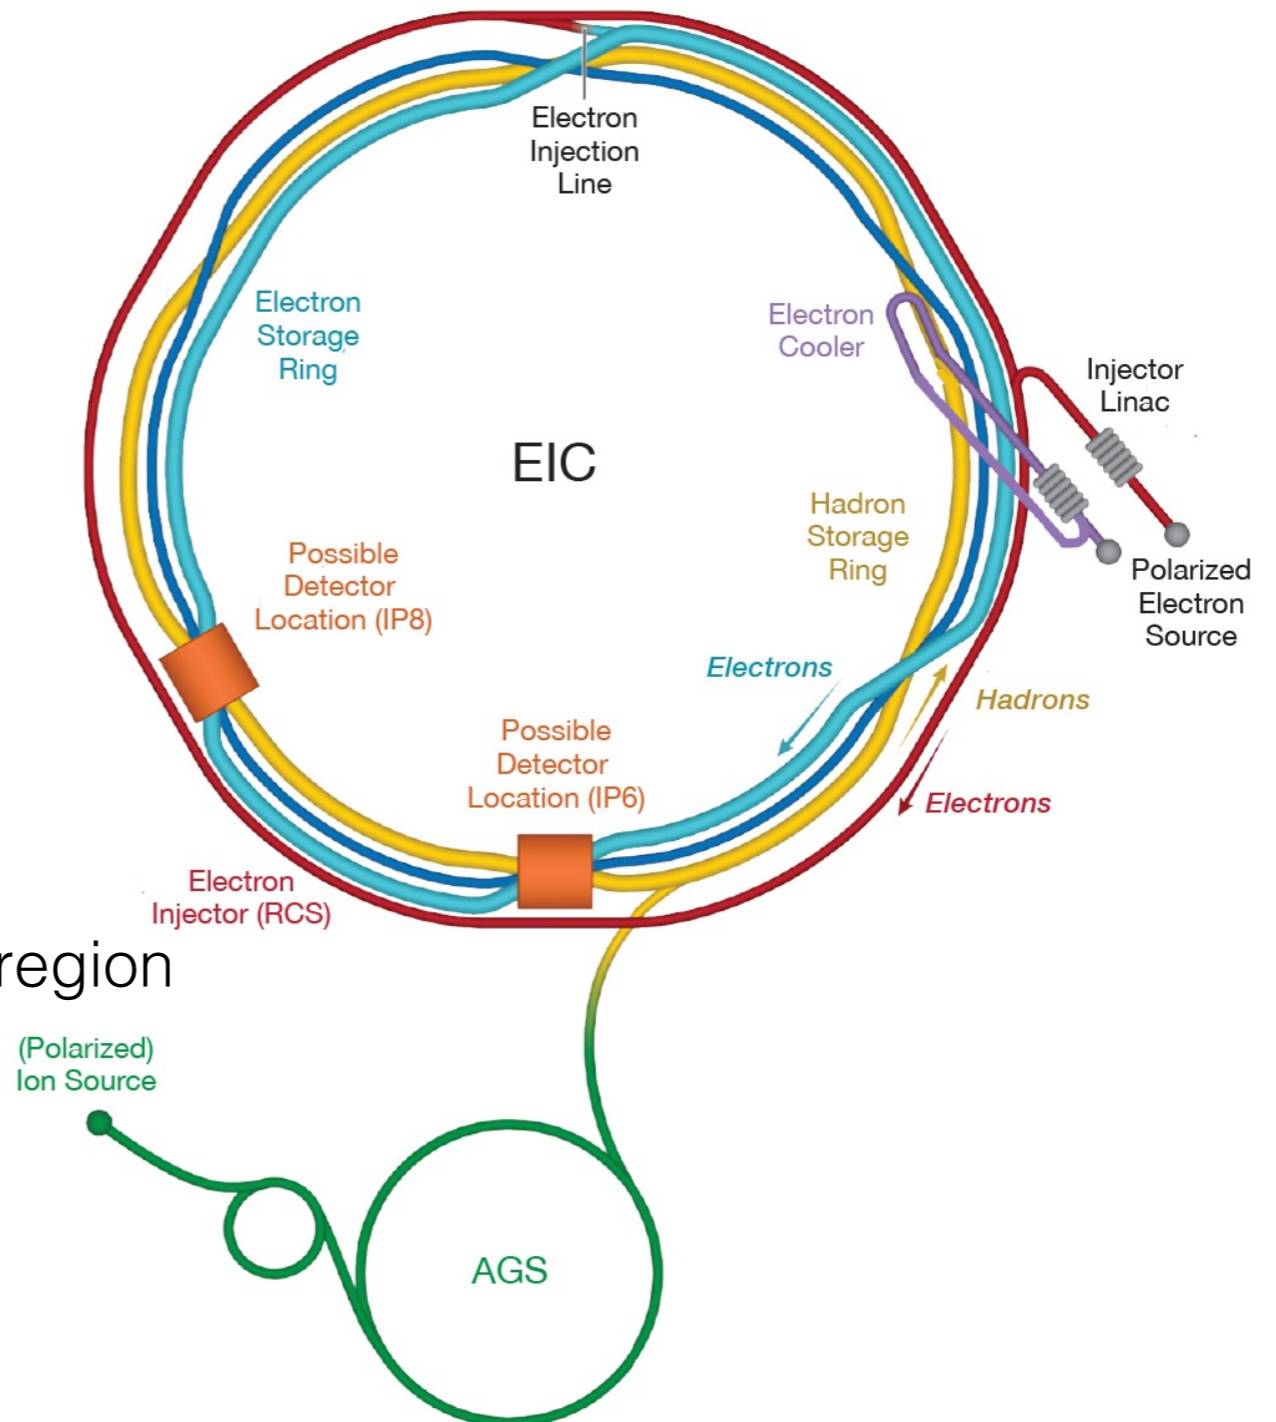 Electron
Injection
Line
Electron
Storage
Ring
Electron
Cooler
Injector
Linac
EIC
Hadron
Storage
Ring
Possible
Detector
Location (IP8)
Polarized
Electron
Source
Electrons
Hadrons
Possible
Detector
Location (IP6)
Electrons
Electron
Injector (RCS)
region
(Polarized)
Ion Source
AGS